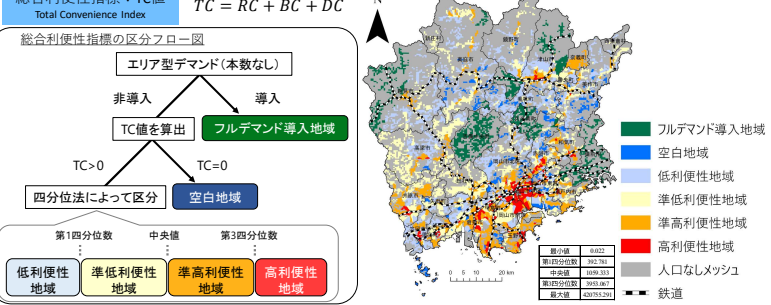 総合利便性指標:TC値
Total Convenience Index
TC = RC + BC + DC
総合利便性指標の区分フロー図
エリア型デマンド(本数なし)
非導入
導入
TC値を算出
フルデマンド導入地域
TC>0
TC=0
四分位法によって区分
空白地域
第1四分位数
中央値
第3四分位数
低利便性
地域
準低利便性
地域
準高利便性
地域
高利便性
地域
N
フルデマンド導入地域
空白地域
低利便性地域
準低利便性地域
準高利便性地域
高利便性地域
人口なしメッシュ
鉄道
最小値 0.022
第1四分位数 392.781
中央値 1059.333
第3四分位数 3953.067
最大値 420755.291
0 5 10 20 km